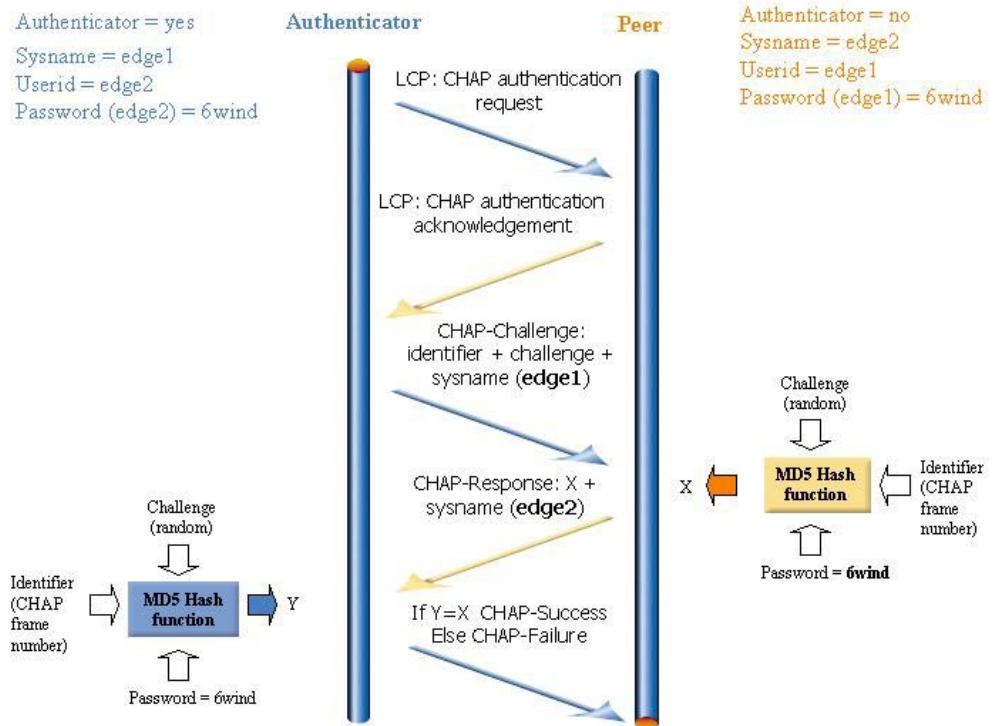 Authenticator = yes
Sysname = edge1
Userid = edge2
Password (edge2) = 6wind
Authenticator
Peer
Authenticator = no
Sysname = edge2
Userid = edge1
Password (edge1) = 6wind
LCP: CHAP authentication
request
LCP: CHAP authentication
acknowledgement
CHAP-Challenge:
identifier + challenge +
sysname (edge1)
Challenge
(random)
MD5 Hash
function
Identifier
(CHAP
frame
number)
X
Password = 6wind
CHAP-Response: X +
sysname (edge2)
Challenge
(random)
Identifier
(CHAP
frame
number)
MD5 Hash
function
Y
Password = 6wind
If Y=X CHAP-Success
Else CHAP-Failure